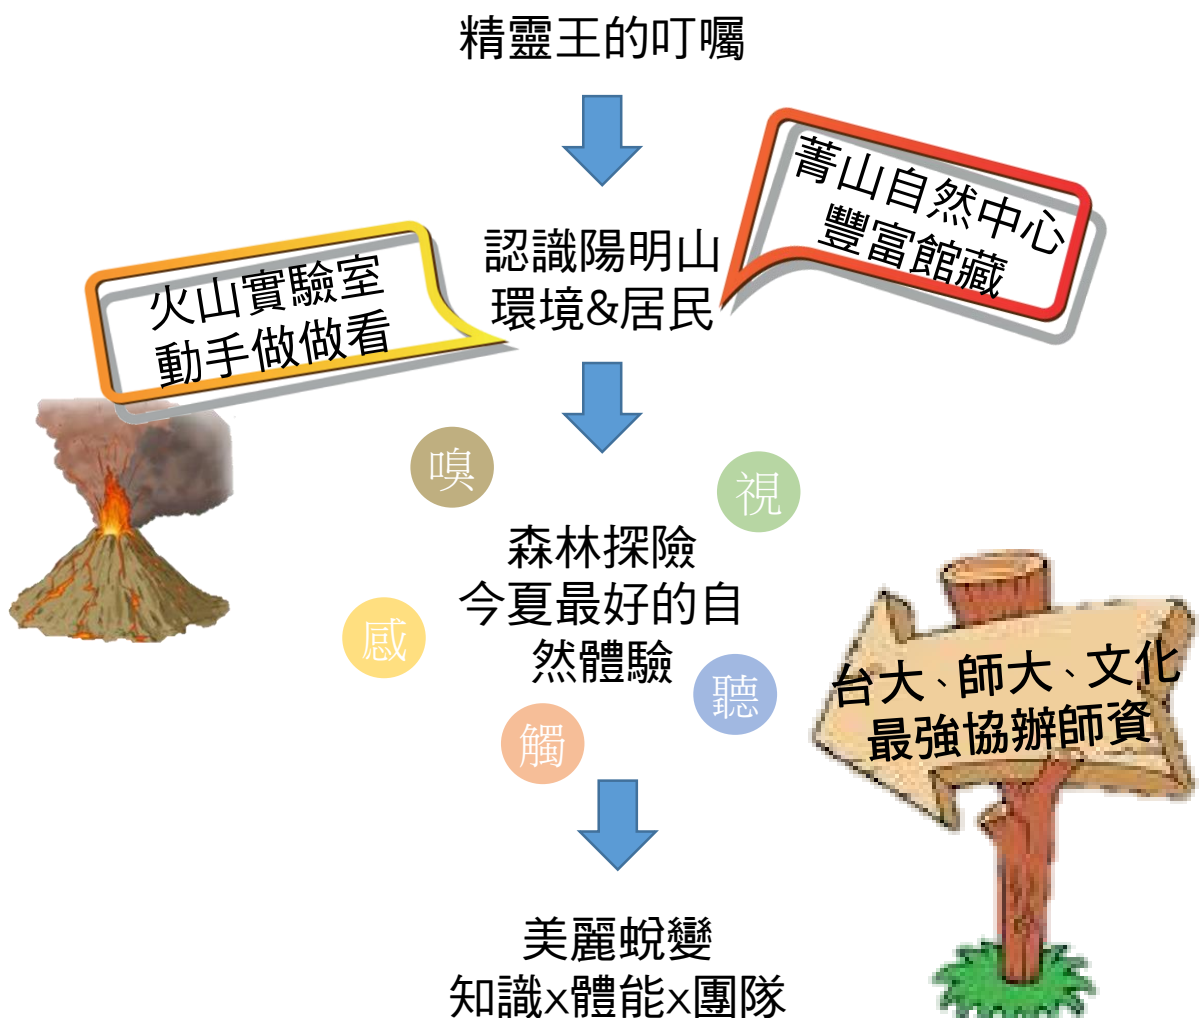 精靈王的叮囑
菁山自然中心
豐富館藏
認識陽明山
環境&居民
火山實驗室
動手做做看
嗅
視
森林探險
今夏最好的自
然體驗
感
聽
觸
台大、師大、文化
最強協辦師資
美麗蛻變
知識x體能x團隊